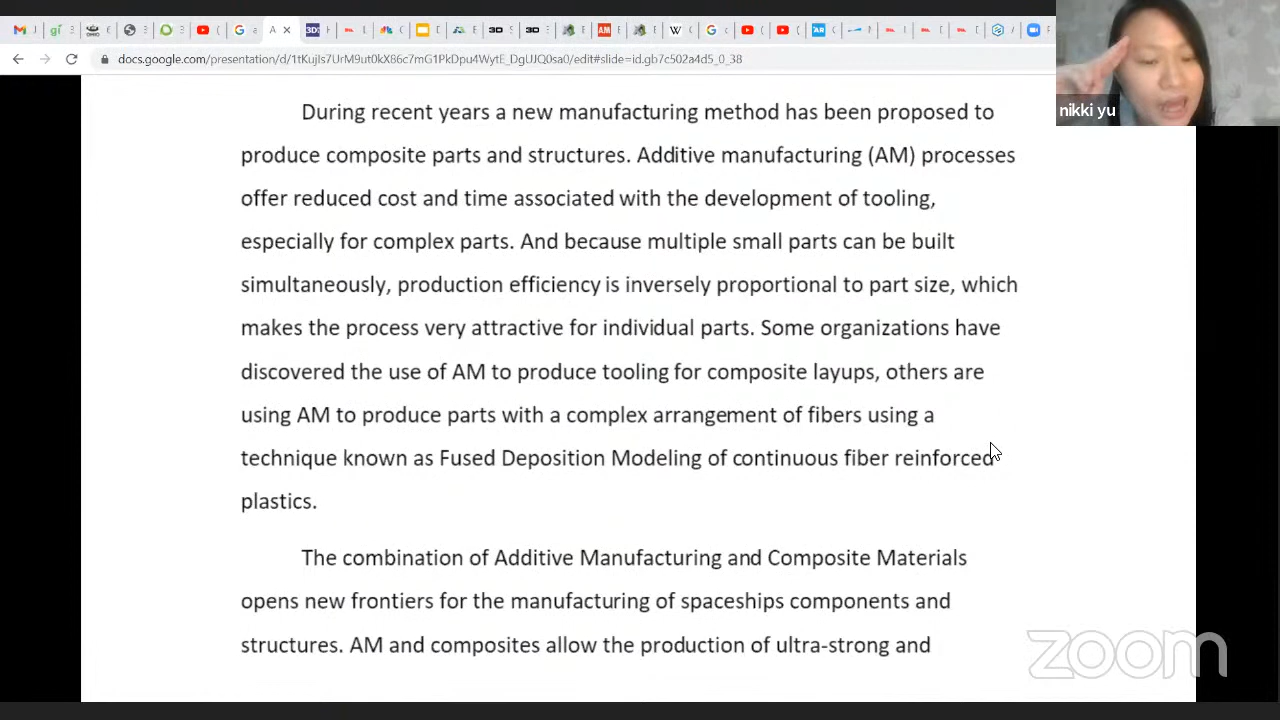 docs.google.com/presentation/d/1tKujIs7UrM9ut0kX86c7mG1PkDpu4WytE_DgUJQ0sa0/edit#slide=id.gb7c502a4d5_0_38
nikki yu
During recent years a new manufacturing method has been proposed to
produce composite parts and structures. Additive manufacturing (AM) processes
offer reduced cost and time associated with the development of tooling,
especially for complex parts. And because multiple small parts can be built
simultaneously, production efficiency is inversely proportional to part size, which
makes the process very attractive for individual parts. Some organizations have
discovered the use of AM to produce tooling for composite layups, others are
using AM to produce parts with a complex arrangement of fibers using a
technique known as Fused Deposition Modeling of continuous fiber reinforced
plastics.
The combination of Additive Manufacturing and Composite Materials
opens new frontiers for the manufacturing of spaceships components and
structures. AM and composites allow the production of ultra-strong and
zoom